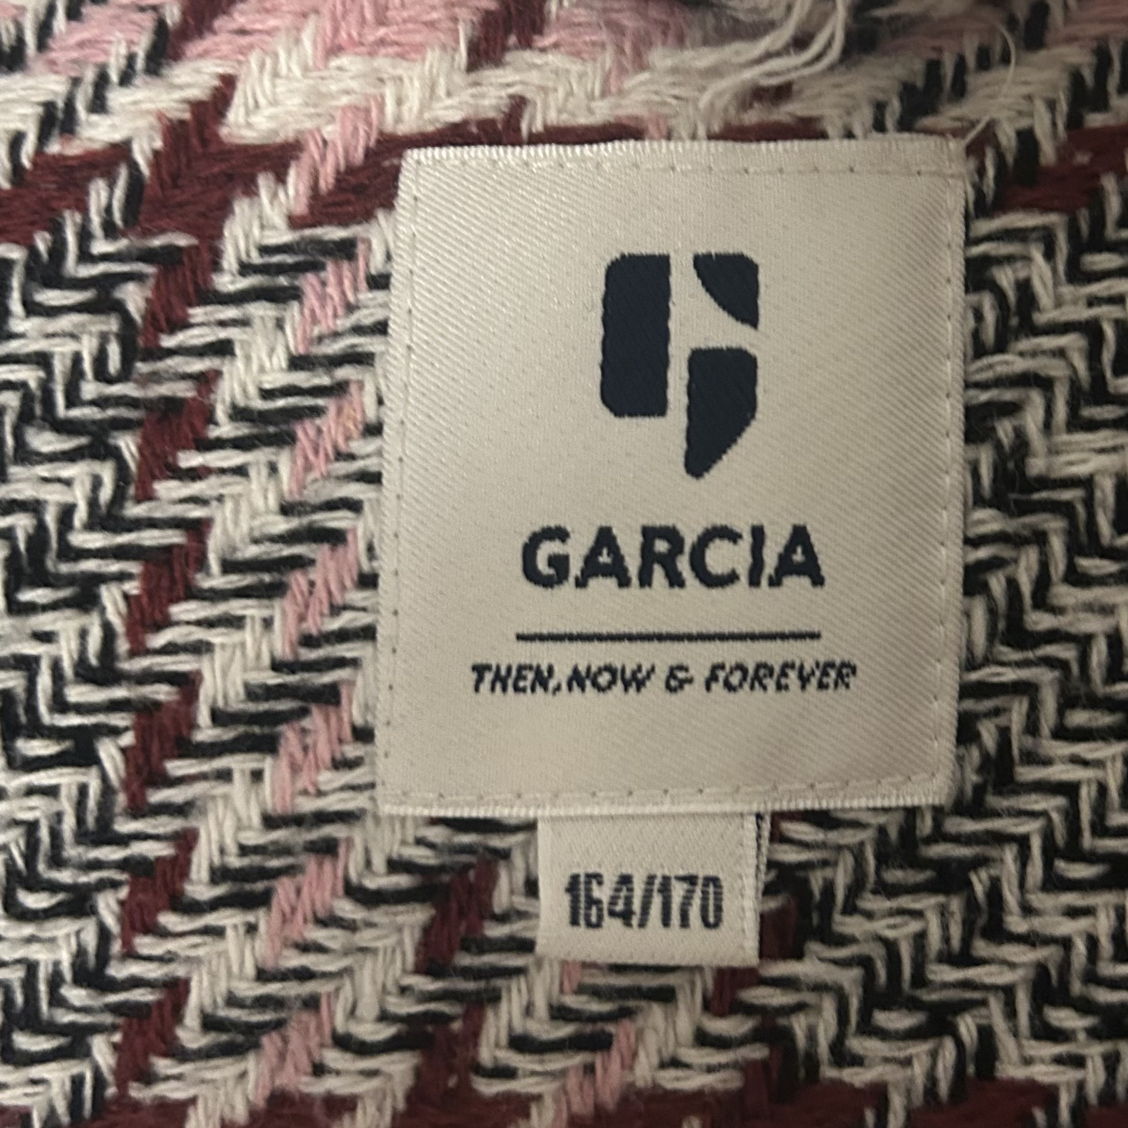 GARCIA
THEN, NOW & FOREVER
164/170